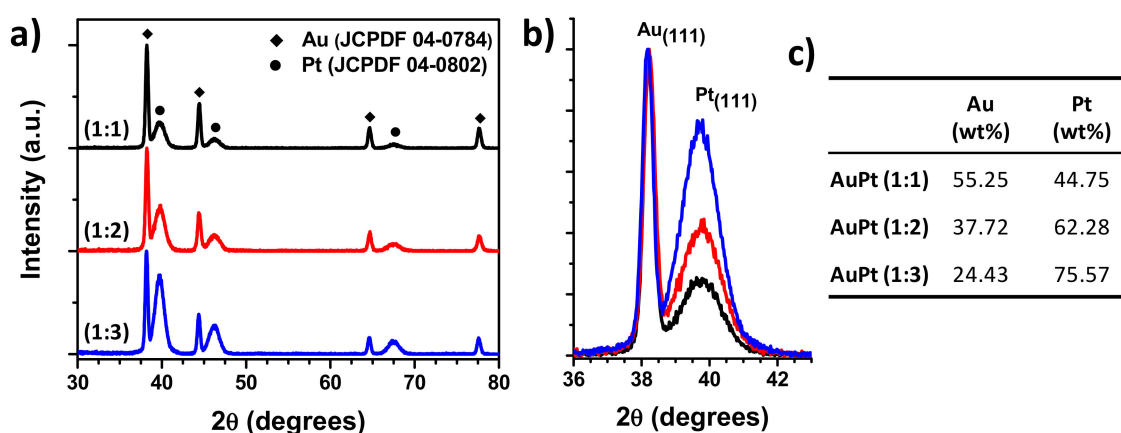 a)
Au (JCPDF 04-0784)
Pt (JCPDF 04-0802)
(1:1)
(1:2)
(1:3)
Intensity (a.u.)
30 40 50 60 70 80
2θ (degrees)
b)
Au(111)
Pt(111)
36 38 40 42
2θ (degrees)
c)
Au Pt
(wt%) (wt%)
AuPt (1:1) 55.25 44.75
AuPt (1:2) 37.72 62.28
AuPt (1:3) 24.43 75.57